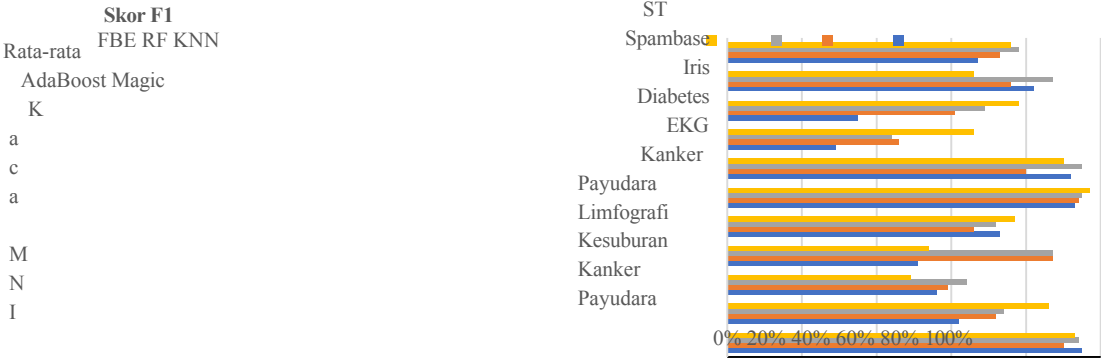 Skor F1
FBE RF KNN
Rata-rata
AdaBoost Magic
K
a
c
a
M
N
I
ST
Spambase
Iris
Diabetes
EKG
Kanker
Payudara
Limfografi
Kesuburan
Kanker
Payudara
0% 20% 40% 60% 80% 100%